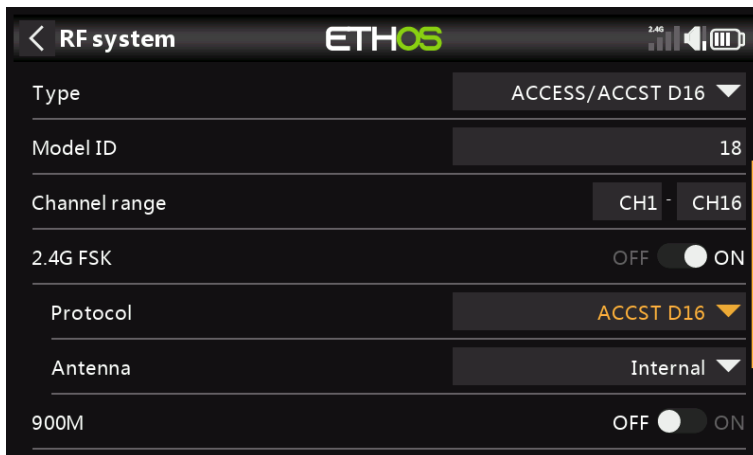 RF system ETHOS 2.4G
Type ACCESS/ACCST D16
Model ID 18
Channel range CH1 - CH16
2.4G FSK OFF ON
Protocol ACCST D16
Antenna Internal
900M OFF ON